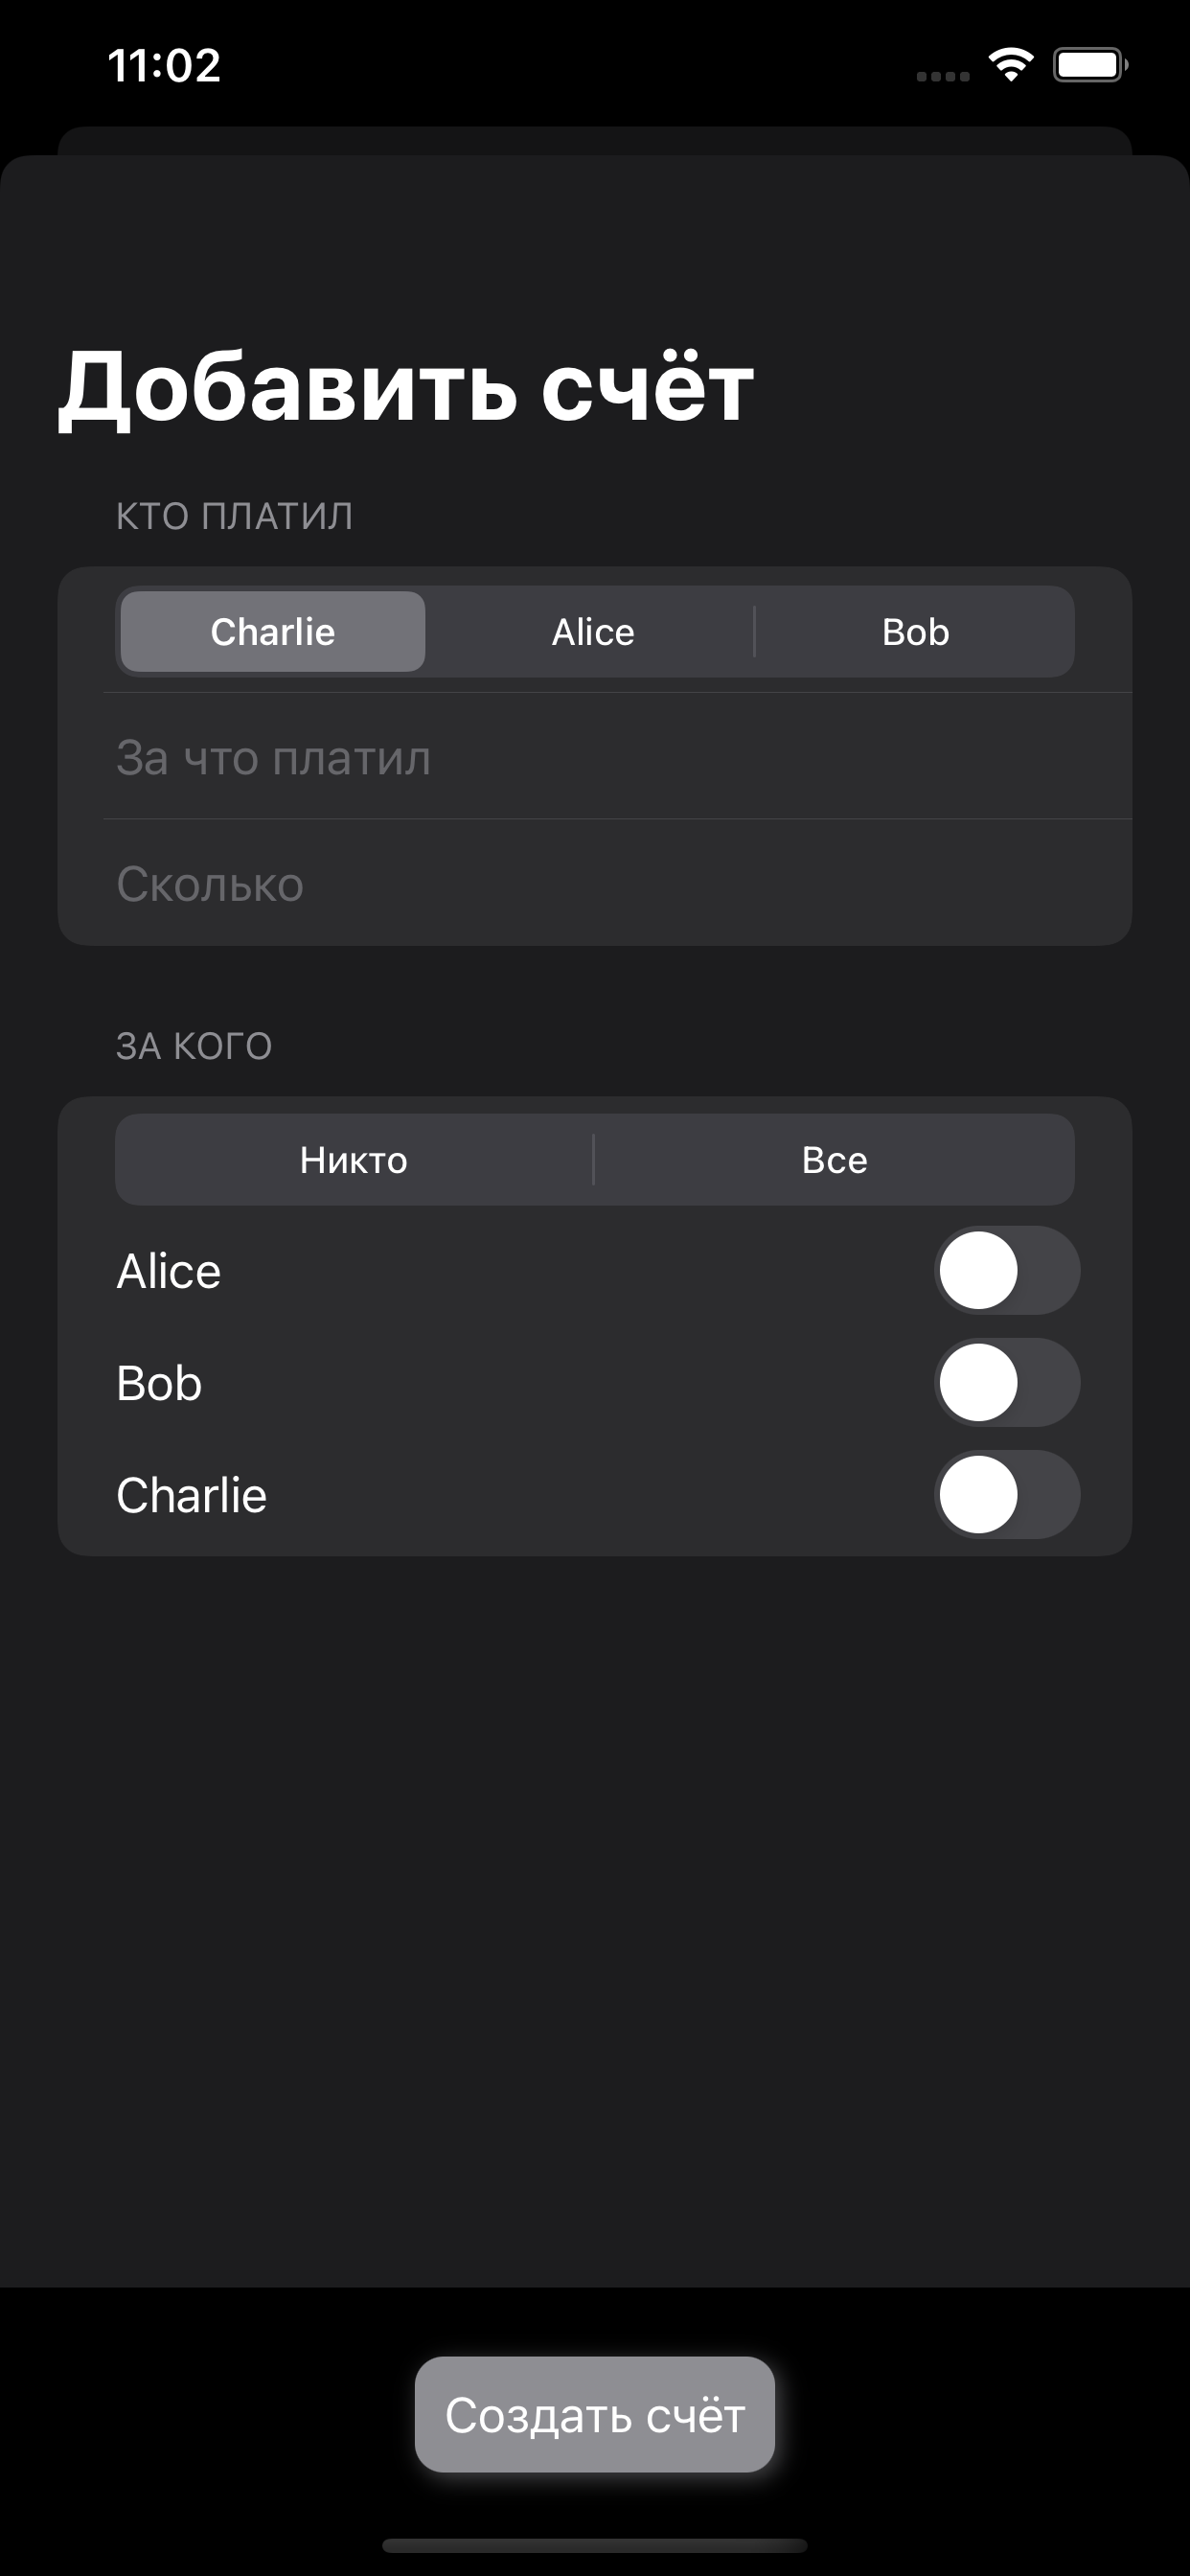 11:02
Добавить счёт
КТО ПЛАТИЛ
Charlie Alice Bob
За что платил
Сколько
ЗА КОГО
Никто Все
Alice
Bob
Charlie
Создать счёт